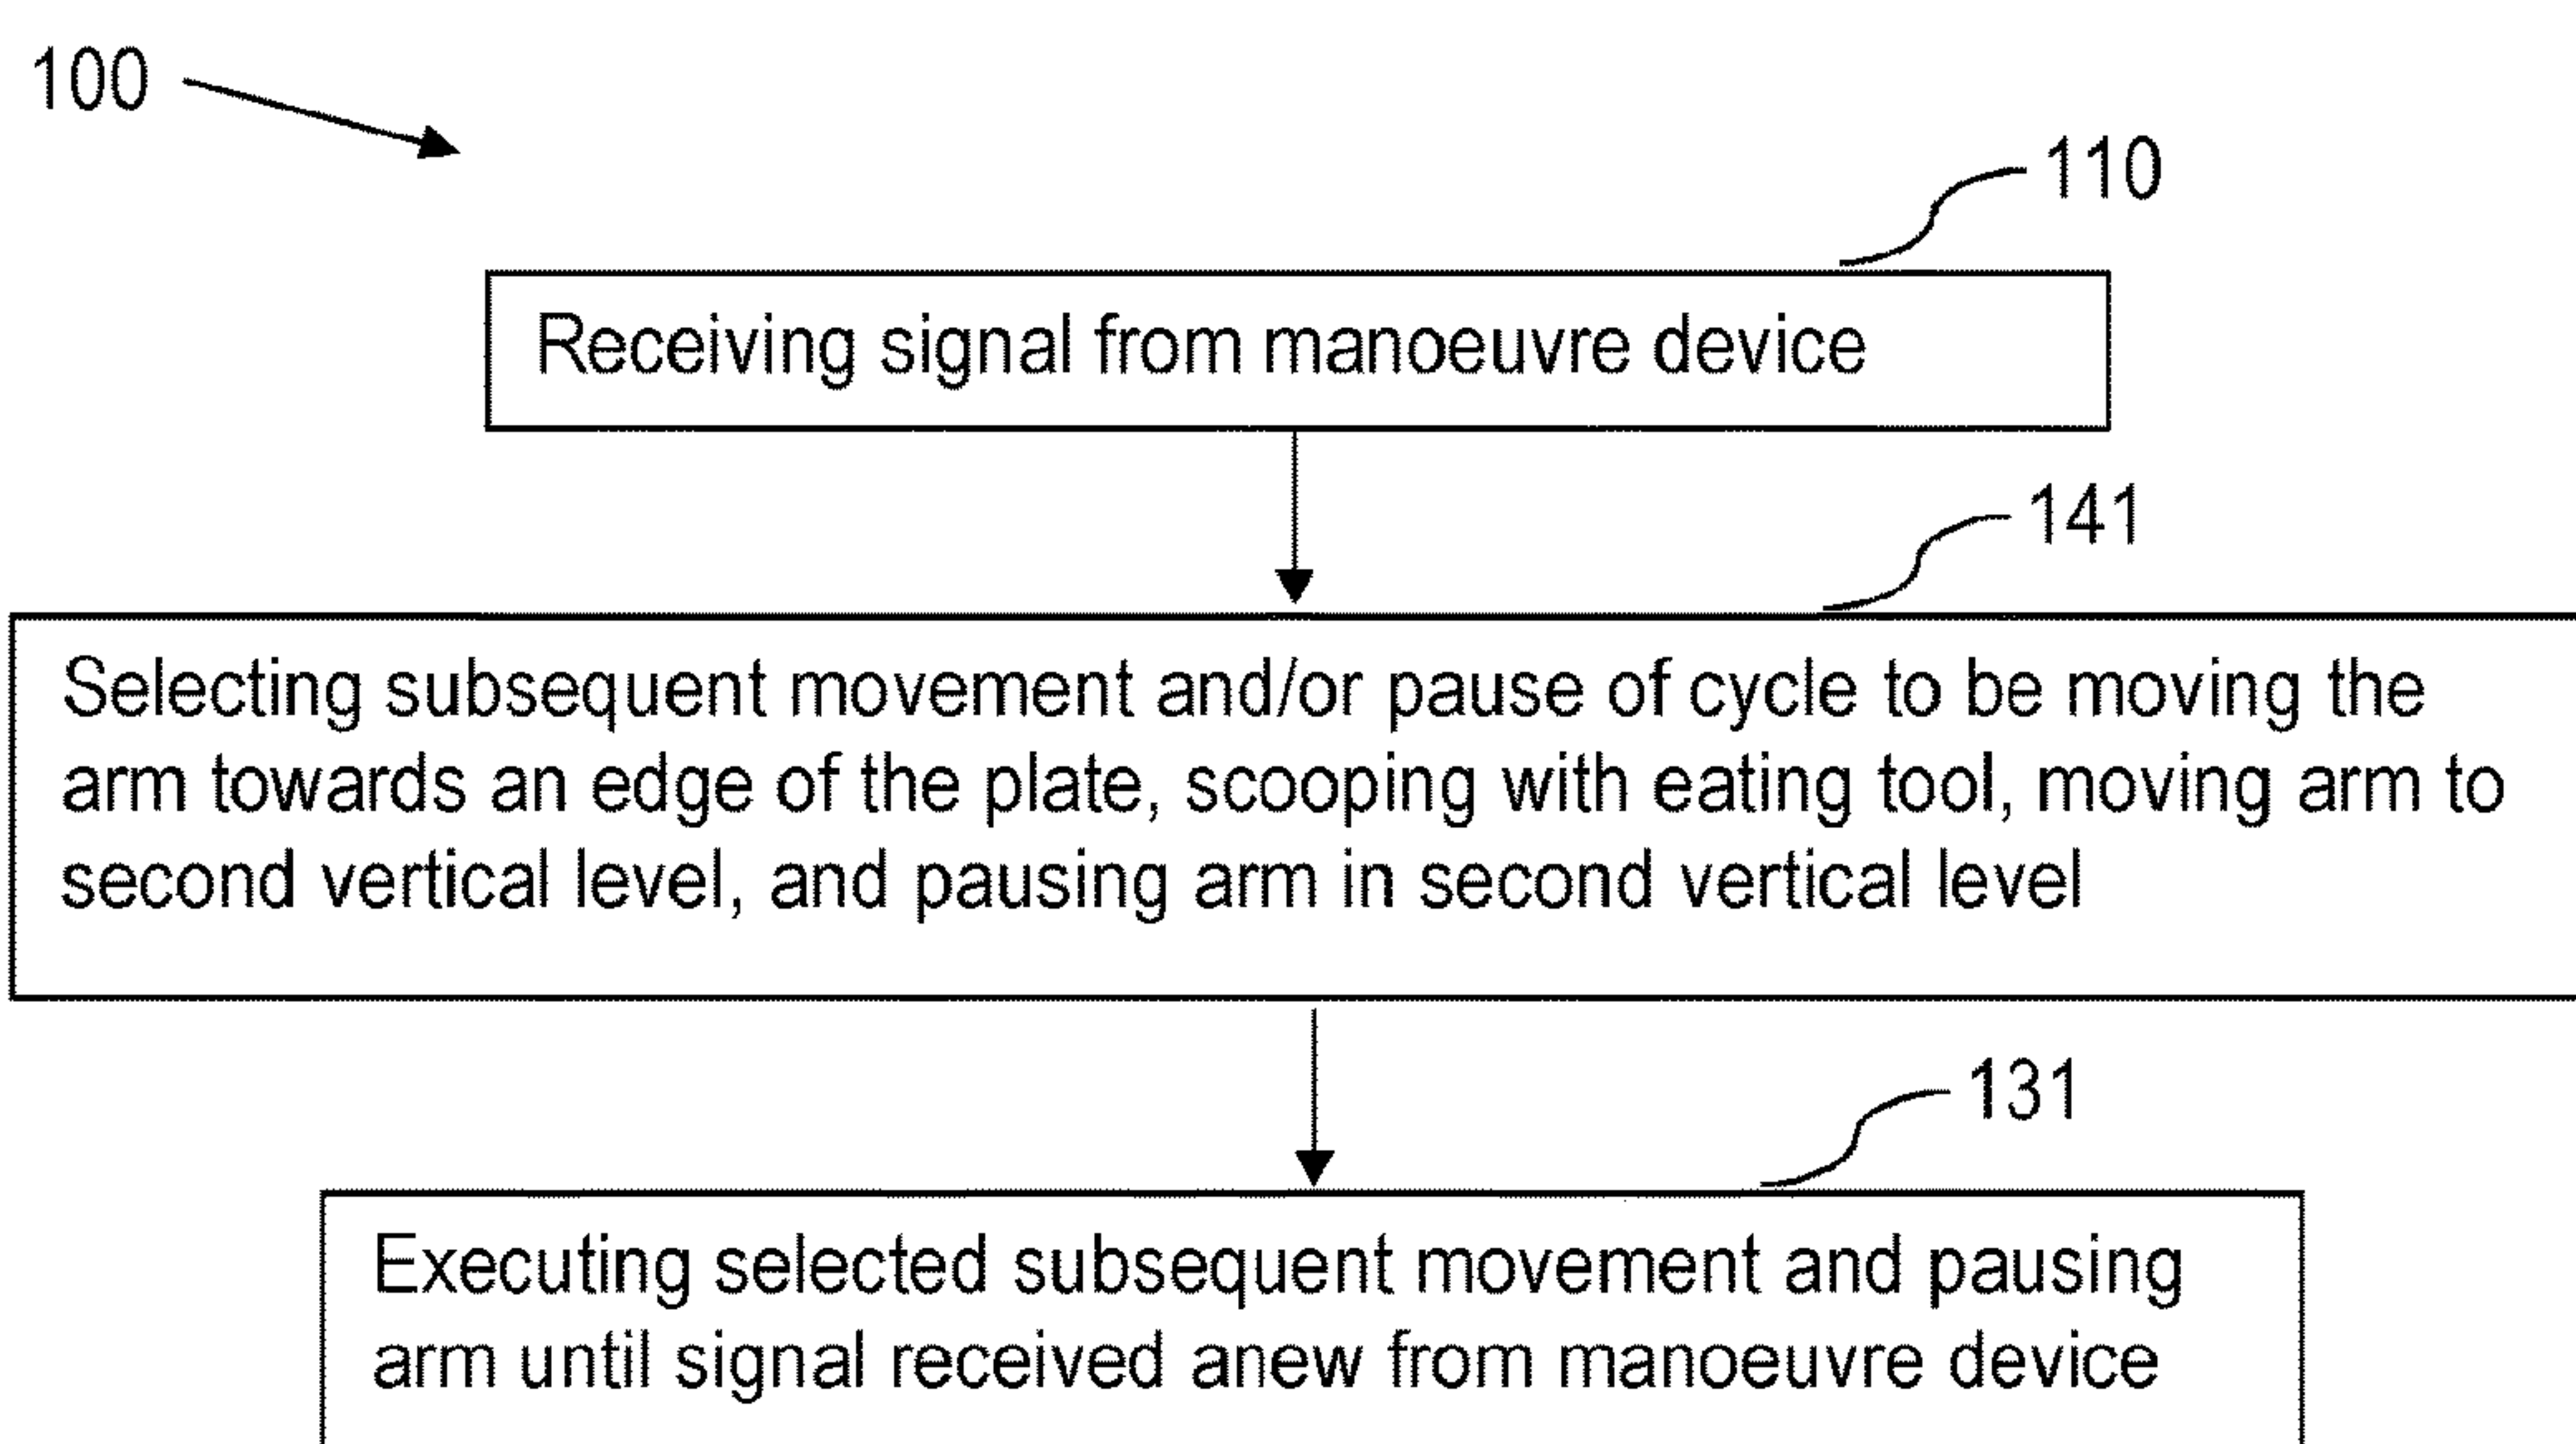 100
110
Receiving signal from manoeuvre device
141
Selecting subsequent movement and/or pause of cycle to be moving the
arm towards an edge of the plate, scooping with eating tool, moving arm to
second vertical level, and pausing arm in second vertical level
131
Executing selected subsequent movement and pausing
arm until signal received anew from manoeuvre device